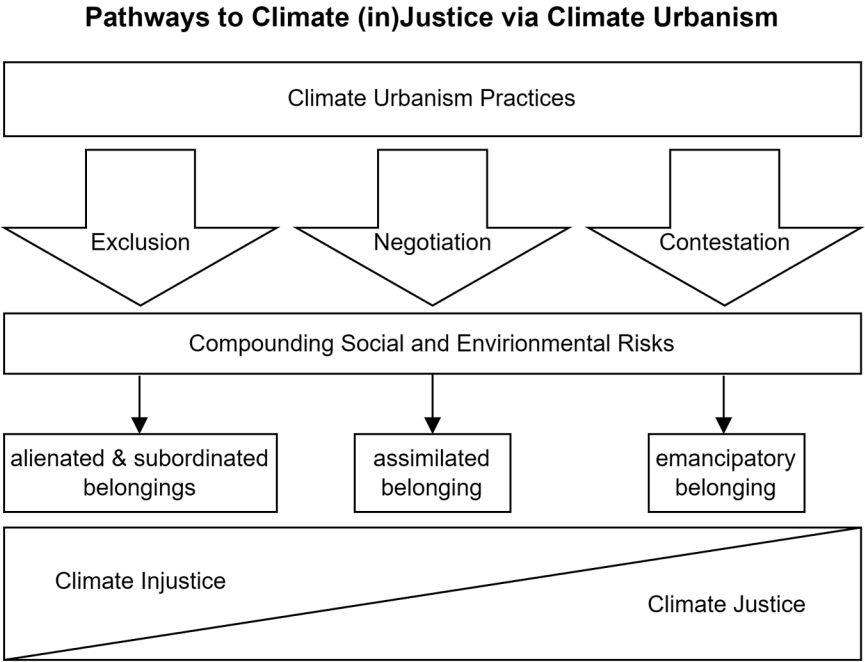 Pathways to Climate (in)Justice via Climate Urbanism
Climate Urbanism Practices
Exclusion
Negotiation
Contestation
Compounding Social and Envirionmental Risks
alienated & subordinated
belongings
assimilated
belonging
emancipatory
belonging
Climate Injustice
Climate Justice